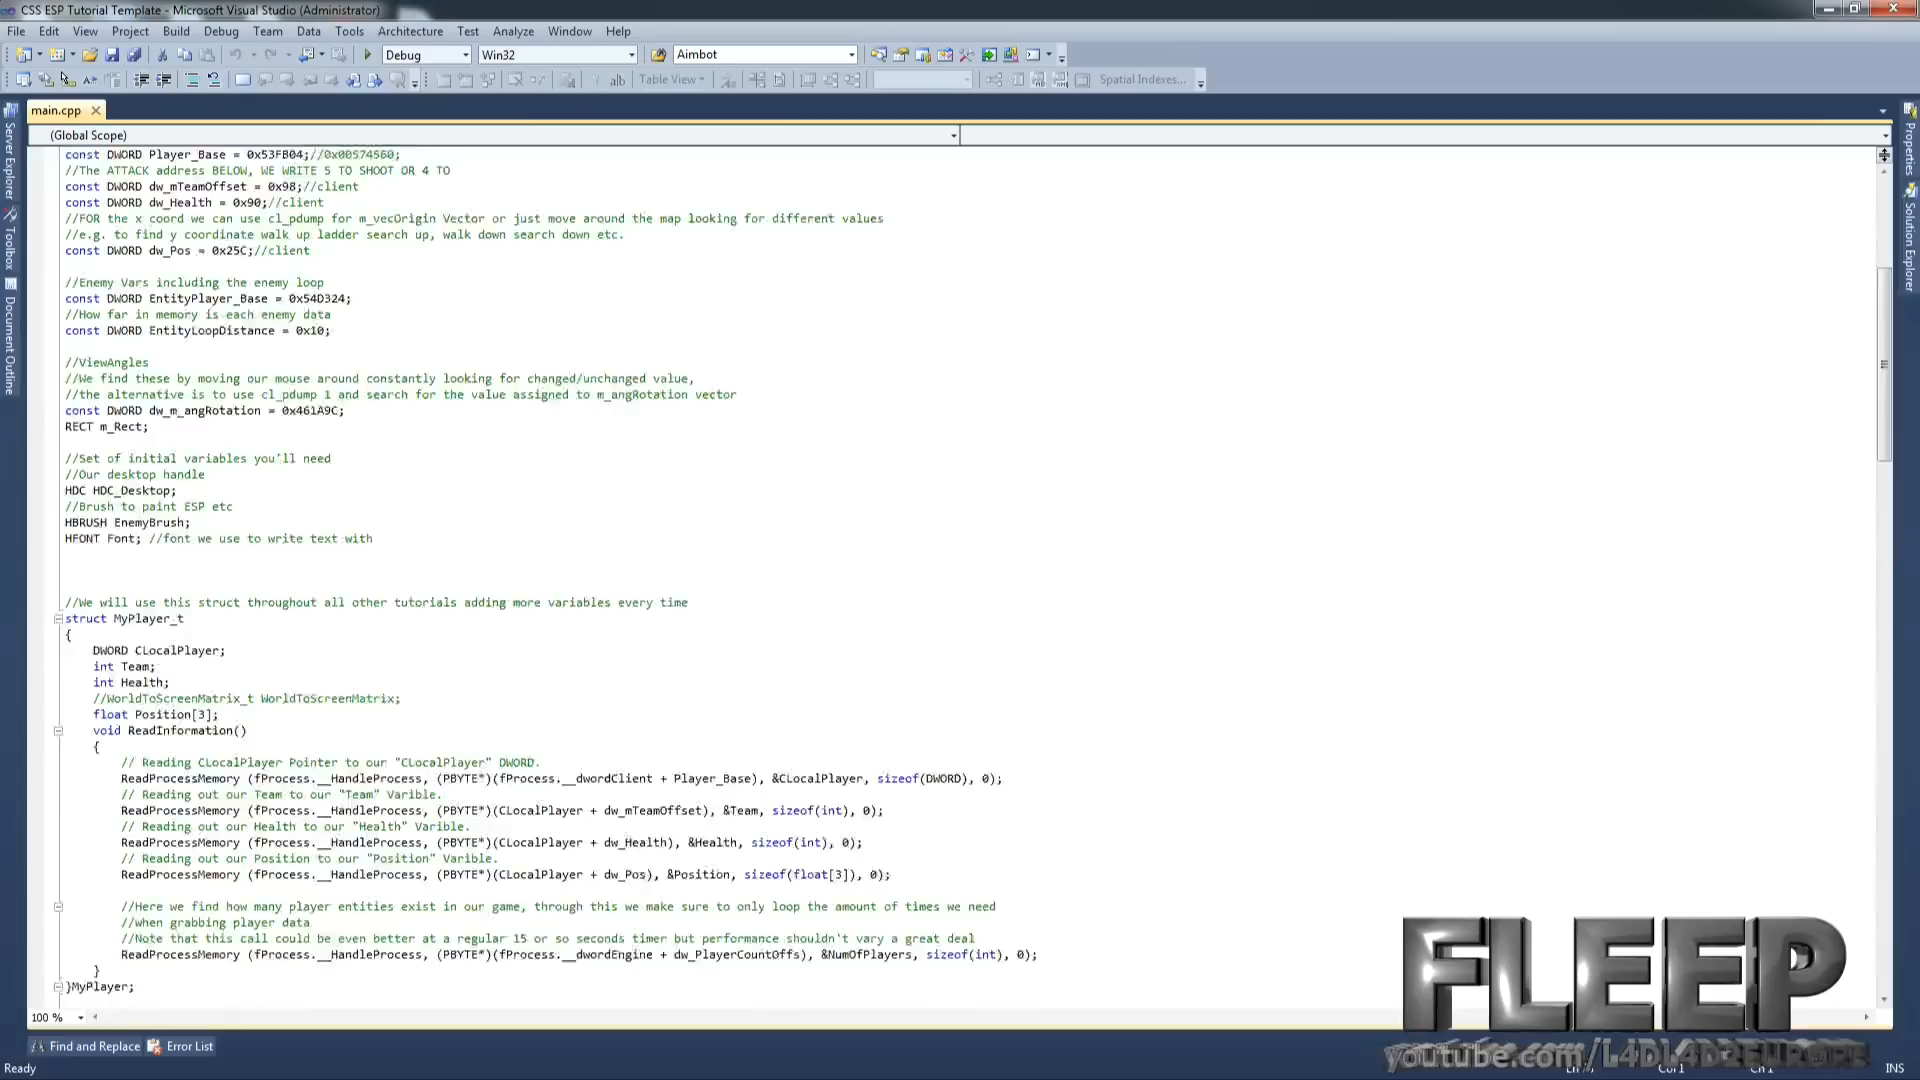 CSS ESP Tutorial Template - Microsoft Visual Studio (Administrator)
File Edit View Project Build Debug Team Data Tools Architecture Test Analyze Window Help
Debug Win32 Aimbot
Table View Spatial Indexes...
main.cpp
(Global Scope)
Server Explorer
Toolbox
Document Outline
Properties
Solution Explorer
const DWORD Player_Base = 0x53FB04;//0x00574560;
//The ATTACK address BELOW, WE WRITE 5 TO SHOOT OR 4 TO
const DWORD dw_mTeamOffset = 0x98;//client
const DWORD dw_Health = 0x90;//client
//FOR the x coord we can use cl_pdump for m_vecOrigin Vector or just move around the map looking for different values
//e.g. to find y coordinate walk up ladder search up, walk down search down etc.
const DWORD dw_Pos = 0x25C;//client
//Enemy Vars including the enemy loop
const DWORD EntityPlayer_Base = 0x54D324;
//How far in memory is each enemy data
const DWORD EntityLoopDistance = 0x10;
//ViewAngles
//We find these by moving our mouse around constantly looking for changed/unchanged value,
//the alternative is to use cl_pdump 1 and search for the value assigned to m_angRotation vector
const DWORD dw_m_angRotation = 0x461A9C;
RECT m_Rect;
//Set of initial variables you'll need
//Our desktop handle
HDC HDC_Desktop;
//Brush to paint ESP etc
HBRUSH EnemyBrush;
HFONT Font; //font we use to write text with
//We will use this struct throughout all other tutorials adding more variables every time
struct MyPlayer_t
{
DWORD CLocalPlayer;
int Team;
int Health;
//WorldToScreenMatrix_t WorldToScreenMatrix;
float Position[3];
void ReadInformation()
{
// Reading CLocalPlayer Pointer to our "CLocalPlayer" DWORD.
ReadProcessMemory (fProcess.__HandleProcess, (PBYTE*)(fProcess.__dwordClient + Player_Base), &CLocalPlayer, sizeof(DWORD), 0);
// Reading out our Team to our "Team" Varible.
ReadProcessMemory (fProcess.__HandleProcess, (PBYTE*)(CLocalPlayer + dw_mTeamOffset), &Team, sizeof(int), 0);
// Reading out our Health to our "Health" Varible.
ReadProcessMemory (fProcess.__HandleProcess, (PBYTE*)(CLocalPlayer + dw_Health), &Health, sizeof(int), 0);
// Reading out our Position to our "Position" Varible.
ReadProcessMemory (fProcess.__HandleProcess, (PBYTE*)(CLocalPlayer + dw_Pos), &Position, sizeof(float[3]), 0);
//Here we find how many player entities exist in our game, through this we make sure to only loop the amount of times we need
//when grabbing player data
//Note that this call could be even better at a regular 15 or so seconds timer but performance shouldn't vary a great deal
ReadProcessMemory (fProcess.__HandleProcess, (PBYTE*)(fProcess.__dwordEngine + dw_PlayerCountOffs), &NumOfPlayers, sizeof(int), 0);
}
}MyPlayer;
100 %
FLEEP
youtube.com/L4DL4D2EUROPE
Find and Replace Error List
Ready
INS